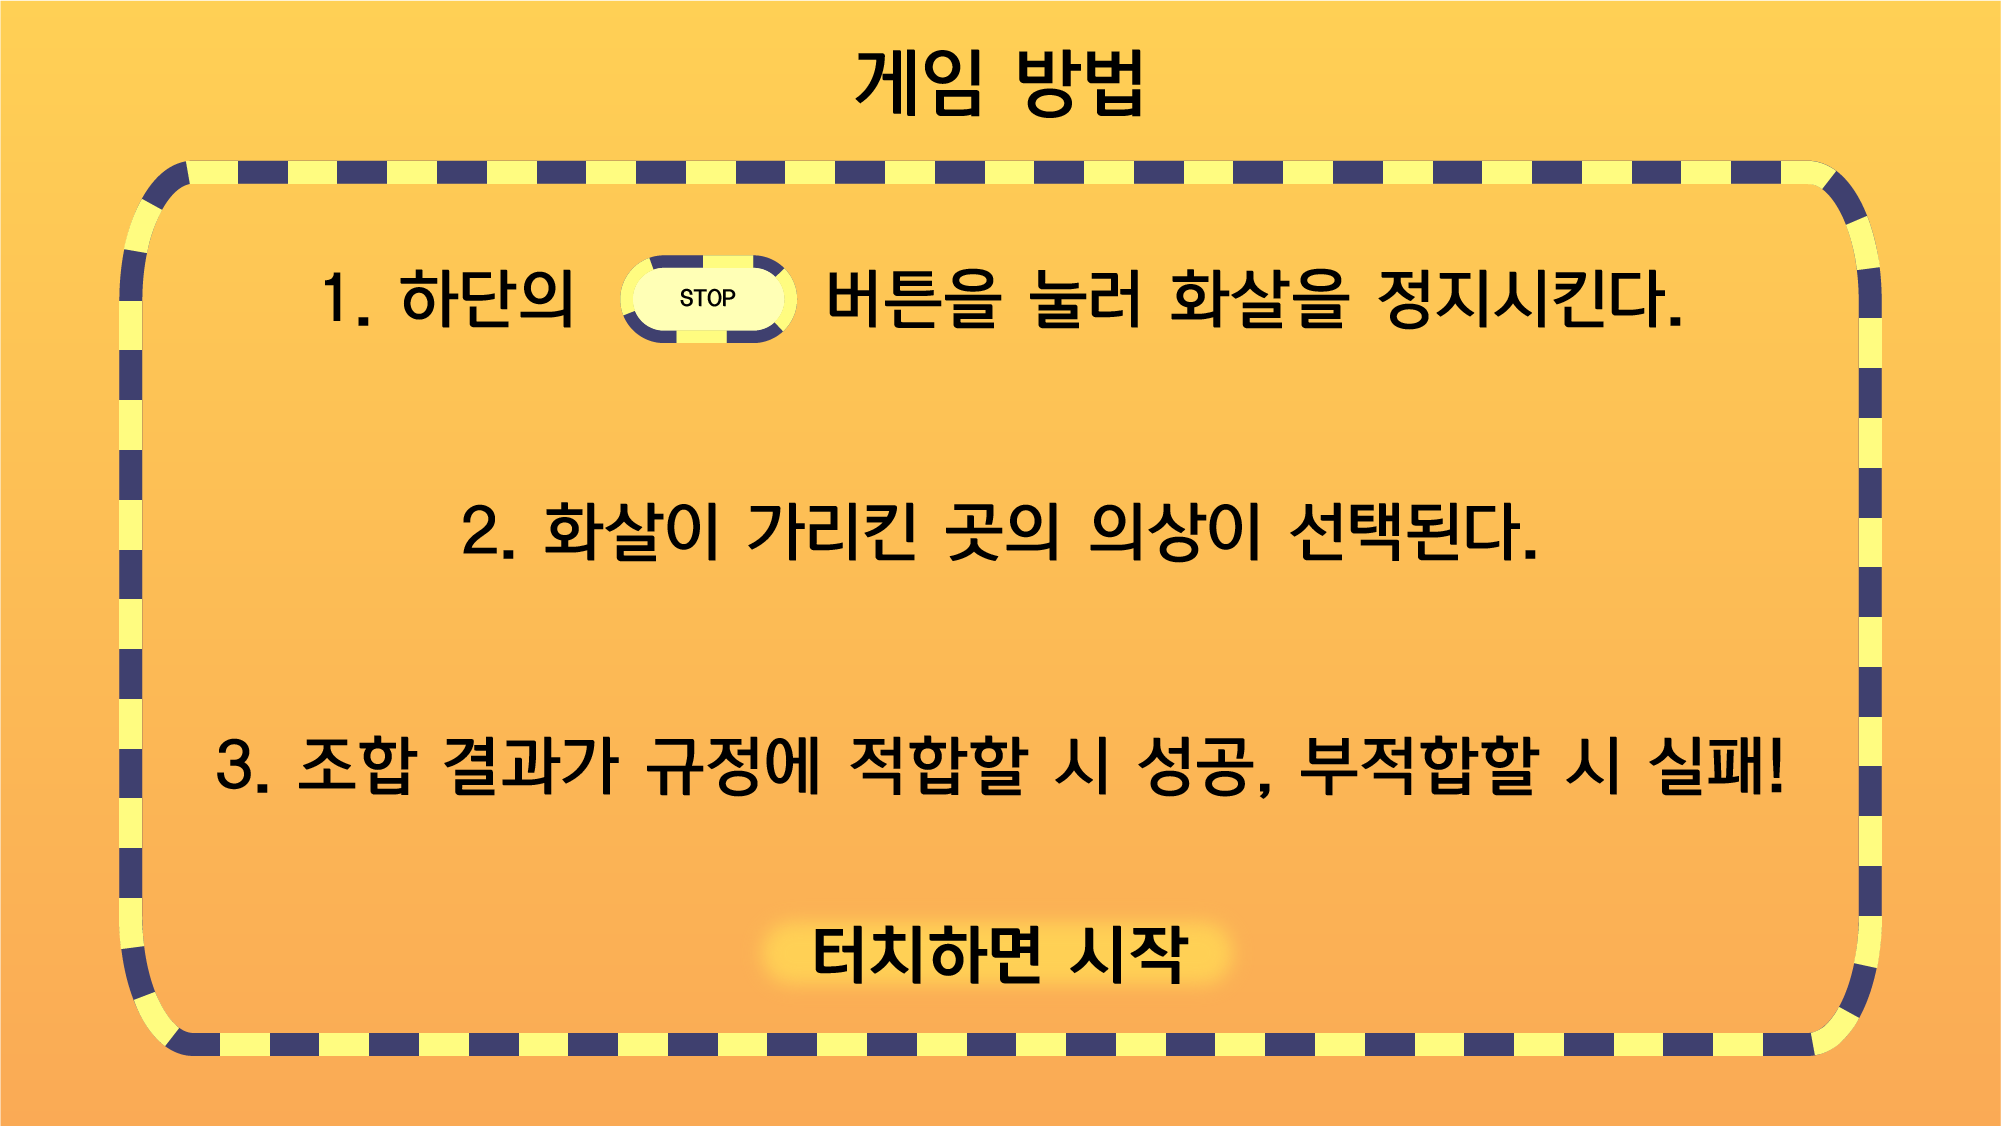 게임 방법
1. 하단의 STOP 버튼을 눌러 화살을 정지시킨다.
2. 화살이 가리킨 곳의 의상이 선택된다.
3. 조합 결과가 규정에 적합할 시 성공, 부적합할 시 실패!
터치하면 시작